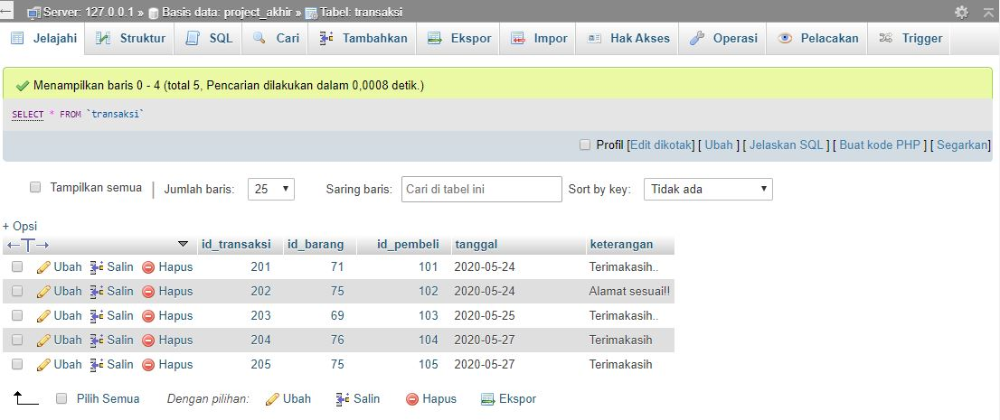 Server: 127.0.0.1 » Basis data: project_akhir » Tabel: transaksi
Jelajahi Struktur SQL Cari Tambahkan Ekspor Impor Hak Akses Operasi Pelacakan Trigger
Menampilkan baris 0 - 4 (total 5, Pencarian dilakukan dalam 0,0008 detik.)
SELECT * FROM `transaksi`
Profil [Edit dikotak] [ Ubah ] [ Jelaskan SQL ] [ Buat kode PHP ] [ Segarkan]
Tampilkan semua | Jumlah baris: 25 Saring baris: Cari di tabel ini Sort by key: Tidak ada
+ Opsi
id_transaksi id_barang id_pembeli tanggal keterangan
Ubah Salin Hapus 201 71 101 2020-05-24 Terimakasih..
Ubah Salin Hapus 202 75 102 2020-05-24 Alamat sesuail!!
Ubah Salin Hapus 203 69 103 2020-05-25 Terimakasih..
Ubah Salin Hapus 204 76 104 2020-05-27 Terimakasih
Ubah Salin Hapus 205 75 105 2020-05-27 Terimakasih
Pilih Semua Dengan pilihan: Ubah Salin Hapus Ekspor